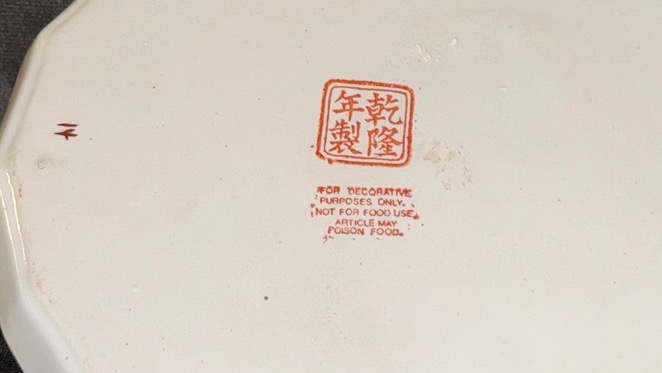 乾隆
年製
FOR DECORATIVE
PURPOSES ONLY.
NOT FOR FOOD USE.
ARTICLE MAY
POISON FOOD.